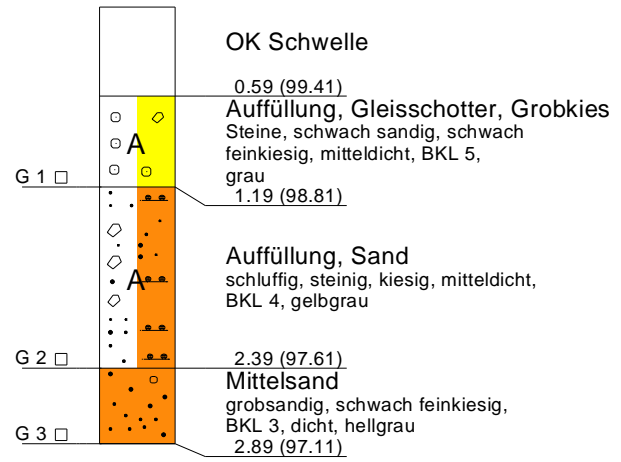 OK Schwelle
0.59 (99.41)
Auffüllung, Gleisschotter, Grobkies
Steine, schwach sandig, schwach
feinkiesig, mitteldicht, BKL 5,
grau
A
G 1
1.19 (98.81)
Auffüllung, Sand
schluffig, steinig, kiesig, mitteldicht,
BKL 4, gelbgrau
A
G 2
2.39 (97.61)
Mittelsand
grobsandig, schwach feinkiesig,
BKL 3, dicht, hellgrau
G 3
2.89 (97.11)